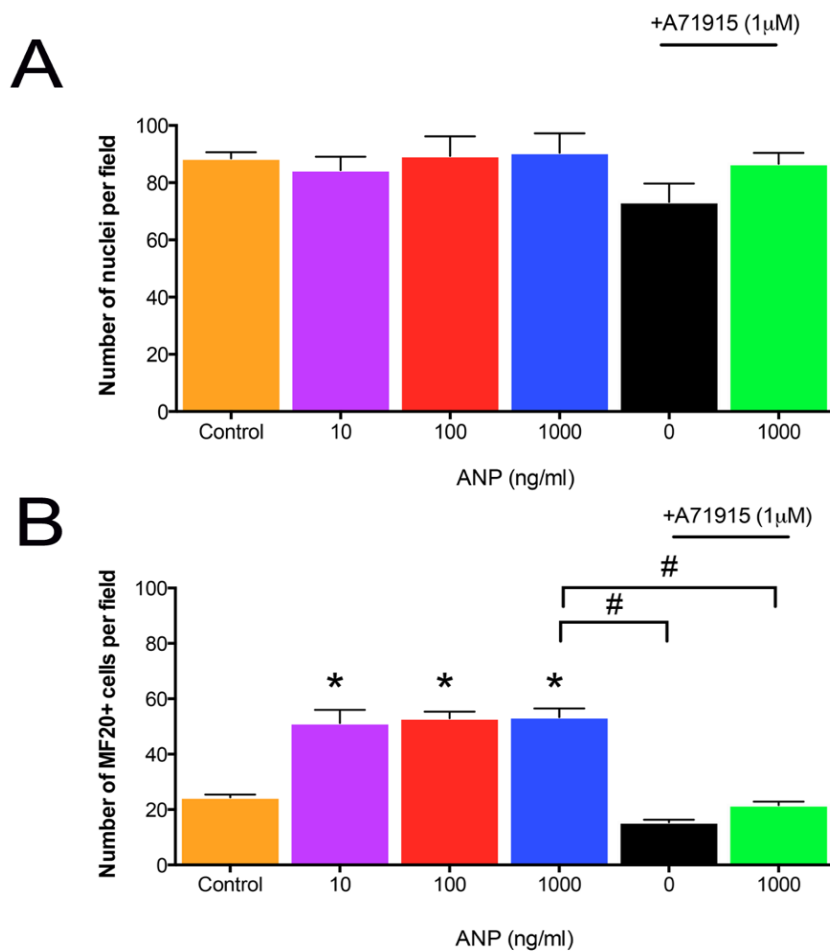 +A71915 (1μM)
A
Number of nuclei per field
100
80
60
40
20
0
Control 10 100 1000 0 1000
ANP (ng/ml)
+A71915 (1μM)
B
Number of MF20+ cells per field
100
80
60
40
20
0
#
#
* * *
Control 10 100 1000 0 1000
ANP (ng/ml)